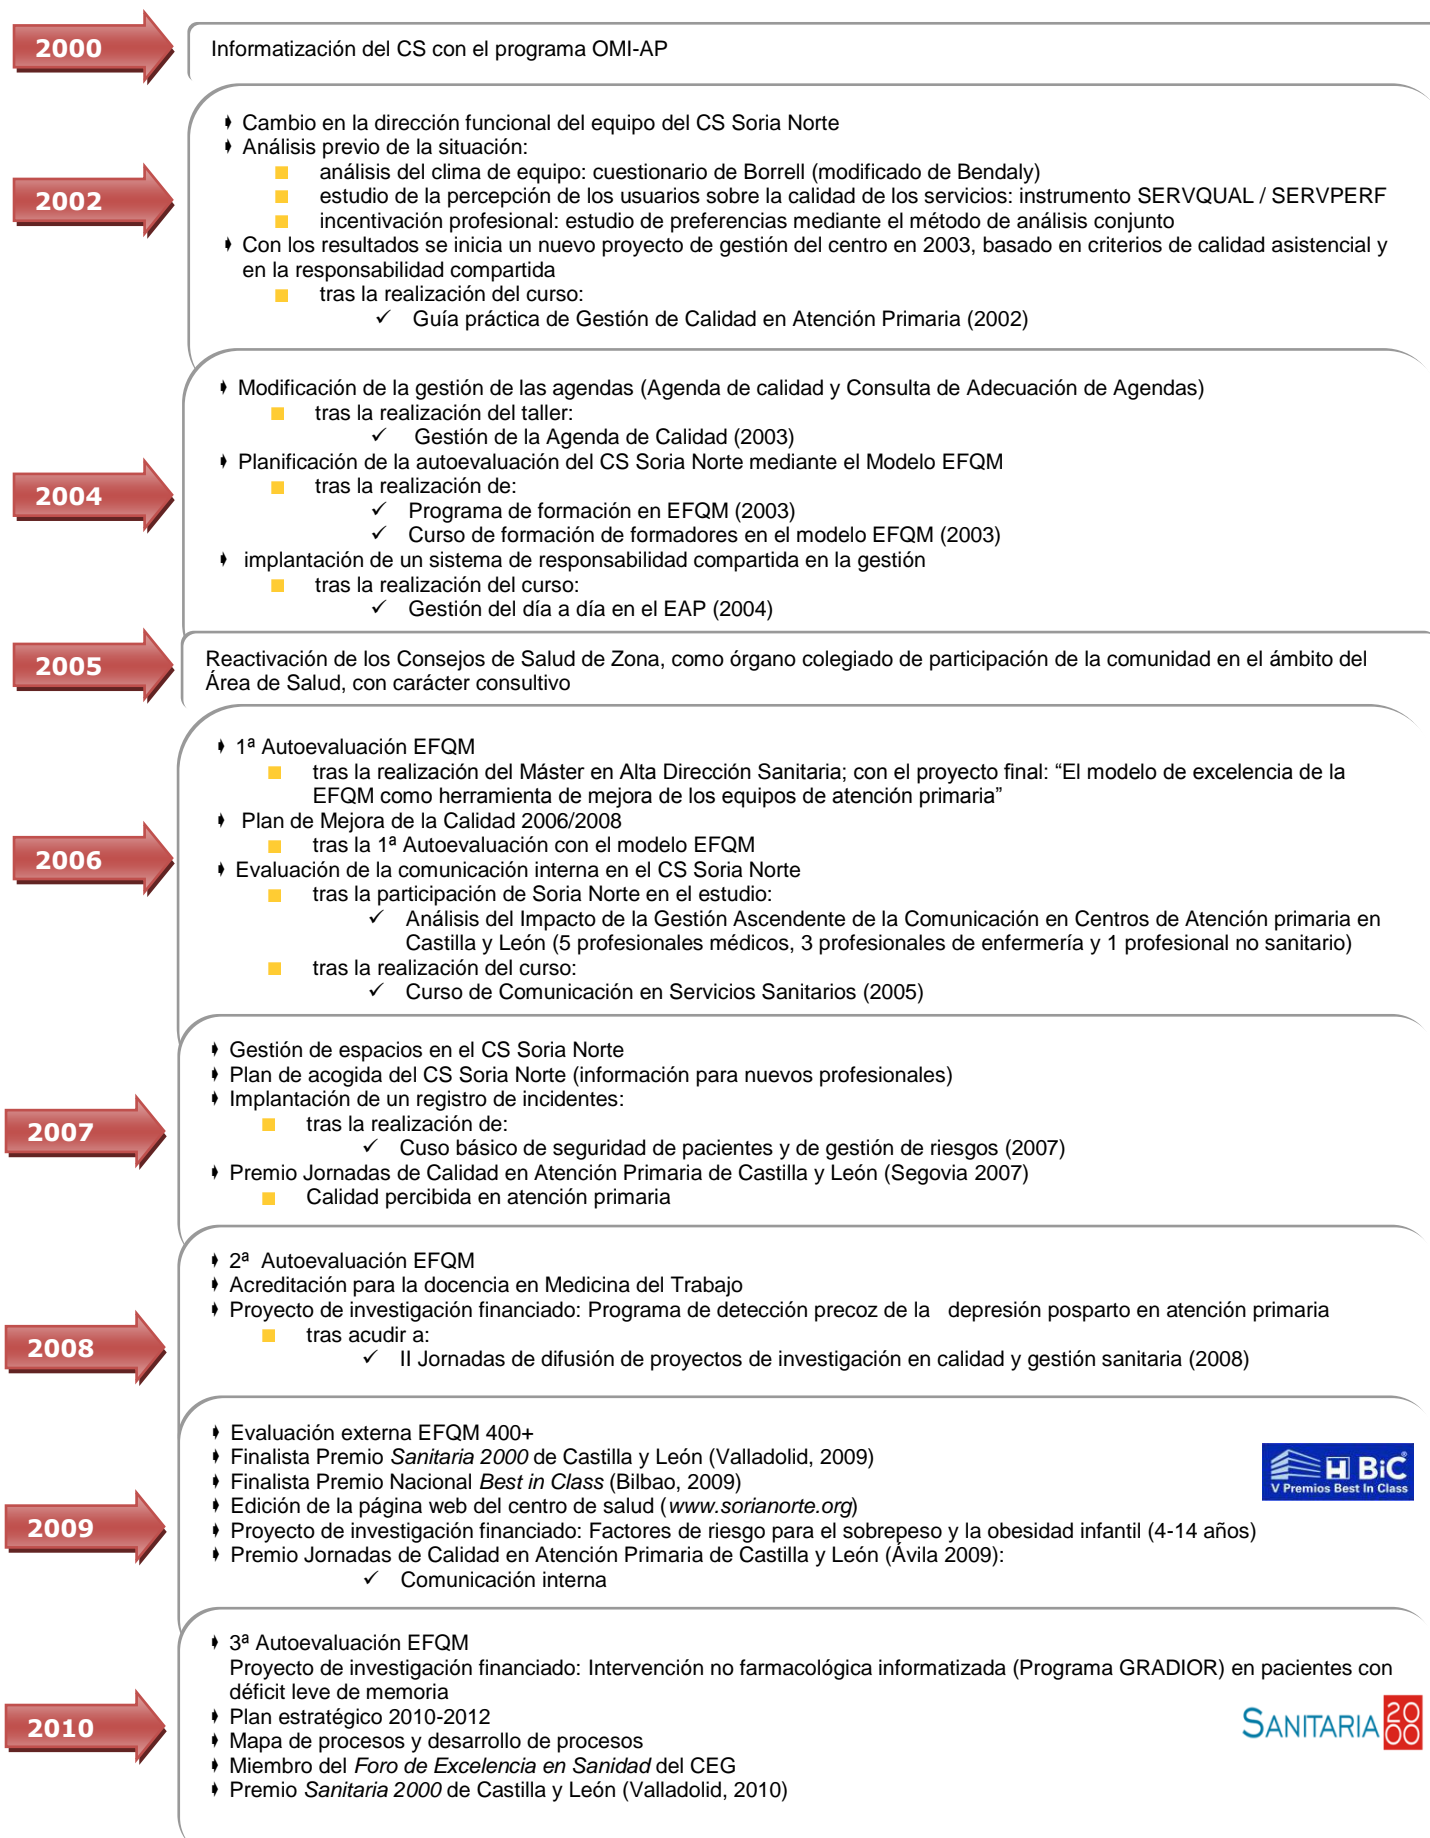 2000
Informatización del CS con el programa OMI-AP
2002
Cambio en la dirección funcional del equipo del CS Soria Norte
Análisis previo de la situación:
análisis del clima de equipo: cuestionario de Borrell (modificado de Bendaly)
estudio de la percepción de los usuarios sobre la calidad de los servicios: instrumento SERVQUAL / SERVPERF
incentivación profesional: estudio de preferencias mediante el método de análisis conjunto
Con los resultados se inicia un nuevo proyecto de gestión del centro en 2003, basado en criterios de calidad asistencial y
en la responsabilidad compartida
tras la realización del curso:
✓ Guía práctica de Gestión de Calidad en Atención Primaria (2002)
2004
Modificación de la gestión de las agendas (Agenda de calidad y Consulta de Adecuación de Agendas)
tras la realización del taller:
✓ Gestión de la Agenda de Calidad (2003)
Planificación de la autoevaluación del CS Soria Norte mediante el Modelo EFQM
tras la realización de:
✓ Programa de formación en EFQM (2003)
✓ Curso de formación de formadores en el modelo EFQM (2003)
implantación de un sistema de responsabilidad compartida en la gestión
tras la realización del curso:
✓ Gestión del día a día en el EAP (2004)
2005
Reactivación de los Consejos de Salud de Zona, como órgano colegiado de participación de la comunidad en el ámbito del
Área de Salud, con carácter consultivo
2006
1ª Autoevaluación EFQM
tras la realización del Máster en Alta Dirección Sanitaria; con el proyecto final: “El modelo de excelencia de la
EFQM como herramienta de mejora de los equipos de atención primaria”
Plan de Mejora de la Calidad 2006/2008
tras la 1ª Autoevaluación con el modelo EFQM
Evaluación de la comunicación interna en el CS Soria Norte
tras la participación de Soria Norte en el estudio:
✓ Análisis del Impacto de la Gestión Ascendente de la Comunicación en Centros de Atención primaria en
Castilla y León (5 profesionales médicos, 3 profesionales de enfermería y 1 profesional no sanitario)
tras la realización del curso:
✓ Curso de Comunicación en Servicios Sanitarios (2005)
2007
Gestión de espacios en el CS Soria Norte
Plan de acogida del CS Soria Norte (información para nuevos profesionales)
Implantación de un registro de incidentes:
tras la realización de:
✓ Cuso básico de seguridad de pacientes y de gestión de riesgos (2007)
Premio Jornadas de Calidad en Atención Primaria de Castilla y León (Segovia 2007)
Calidad percibida en atención primaria
2008
2ª Autoevaluación EFQM
Acreditación para la docencia en Medicina del Trabajo
Proyecto de investigación financiado: Programa de detección precoz de la depresión posparto en atención primaria
tras acudir a:
✓ II Jornadas de difusión de proyectos de investigación en calidad y gestión sanitaria (2008)
2009
Evaluación externa EFQM 400+
Finalista Premio Sanitaria 2000 de Castilla y León (Valladolid, 2009)
Finalista Premio Nacional Best in Class (Bilbao, 2009)
Edición de la página web del centro de salud (www.sorianorte.org)
Proyecto de investigación financiado: Factores de riesgo para el sobrepeso y la obesidad infantil (4-14 años)
Premio Jornadas de Calidad en Atención Primaria de Castilla y León (Ávila 2009):
✓ Comunicación interna
H BiC®
V Premios Best In Class
2010
3ª Autoevaluación EFQM
Proyecto de investigación financiado: Intervención no farmacológica informatizada (Programa GRADIOR) en pacientes con
déficit leve de memoria
Plan estratégico 2010-2012
Mapa de procesos y desarrollo de procesos
Miembro del Foro de Excelencia en Sanidad del CEG
Premio Sanitaria 2000 de Castilla y León (Valladolid, 2010)
SANITARIA 2000